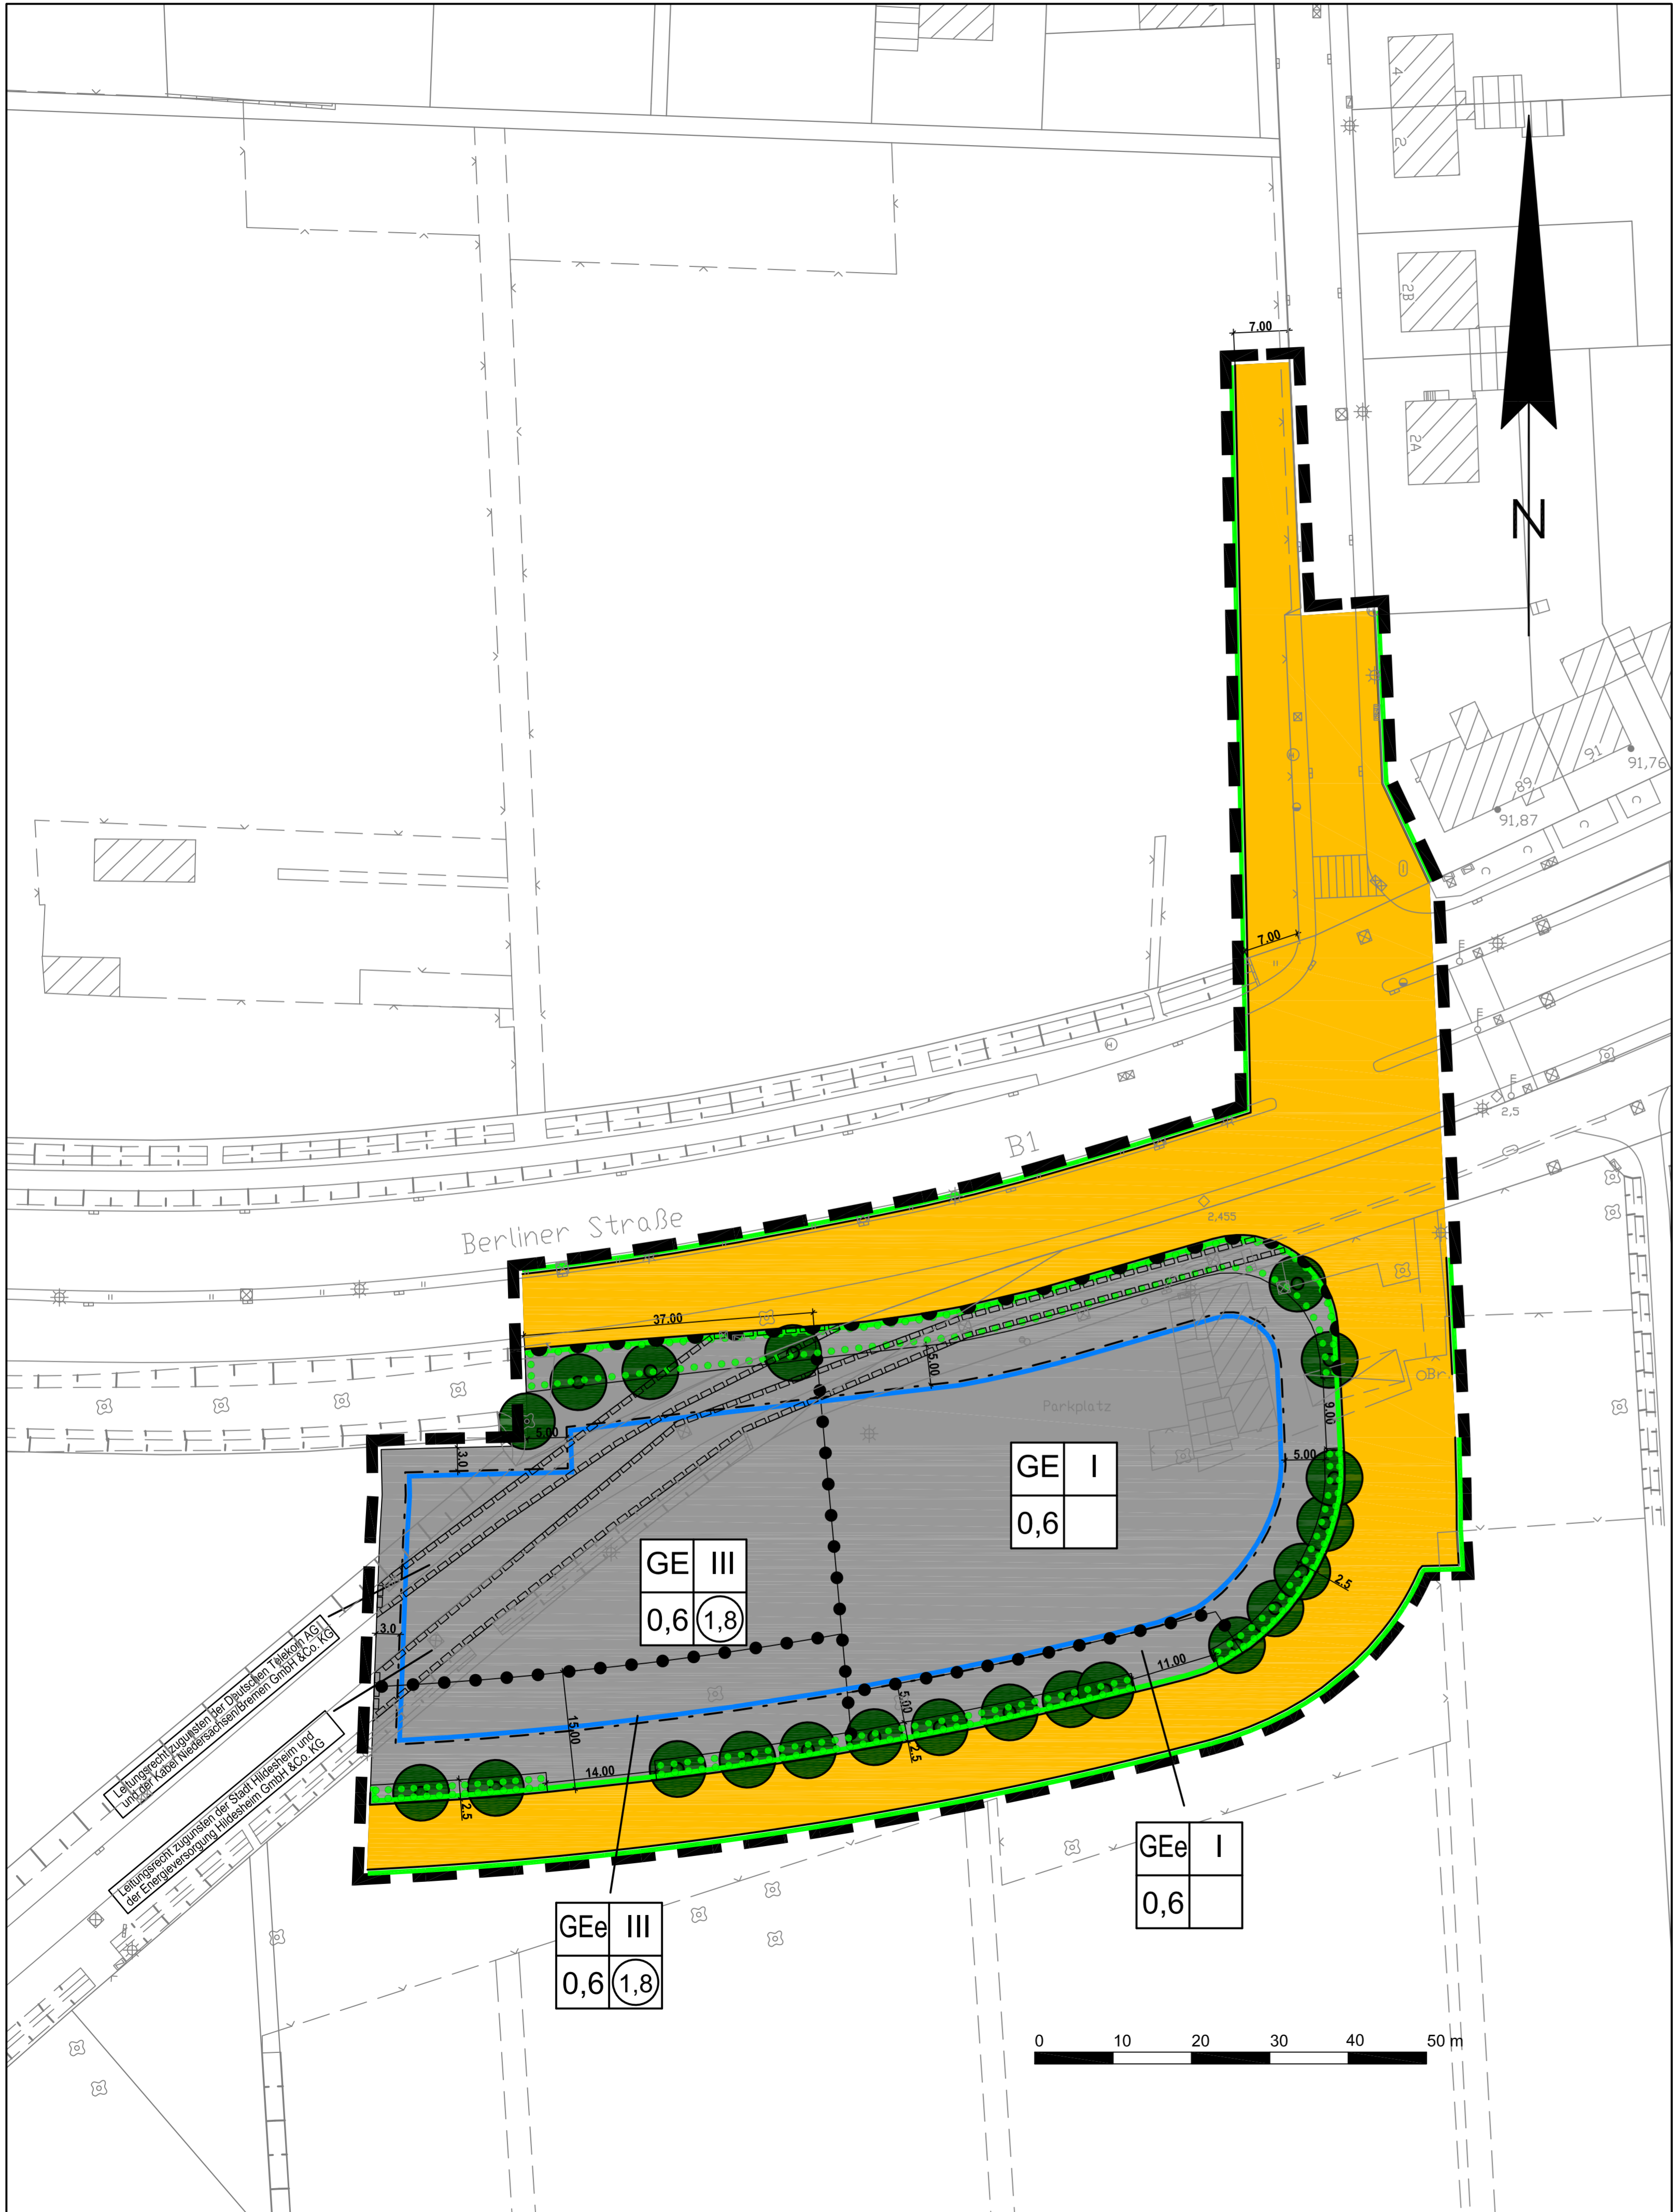 4
2
2B
7.00
2A
N
91
91,76
89
91,87
7.00
2,5
B1
Berliner Straße
2,455
37.00
5.00
Br.
Parkplatz
9.00
5.00
3.0
5.00
GE I
0,6
GE III
0,6 1,8
2.5
3.0
Leitungsrecht zugunsten der Deutschen Telekom AG I
und der Kabel Niedersachsen/Bremen GmbH &Co. KG
11.00
5.00
15.00
2.5
14.00
2.5
Leitungsrecht zugunsten der Stadt Hildesheim und
der Energieversorgung Hildesheim GmbH &Co. KG
GEe I
0,6
GEe III
0,6 1,8
0 10 20 30 40 50 m